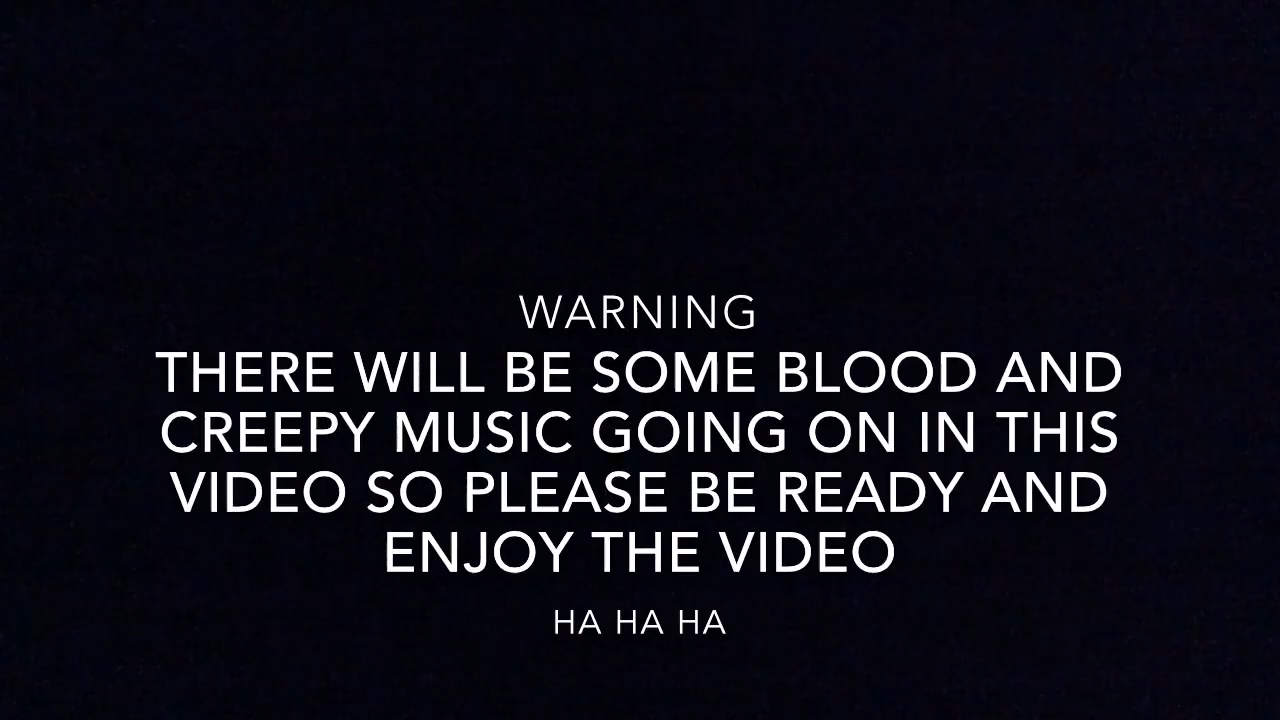 WARNING
THERE WILL BE SOME BLOOD AND
CREEPY MUSIC GOING ON IN THIS
VIDEO SO PLEASE BE READY AND
ENJOY THE VIDEO
HA HA HA